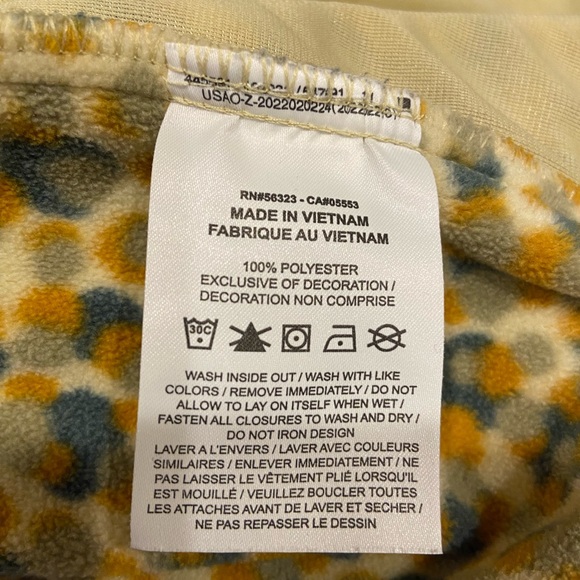 USAO-Z-2022020224(2022,22,S)
RN#56323 - CA#05553
MADE IN VIETNAM
FABRIQUE AU VIETNAM
100% POLYESTER
EXCLUSIVE OF DECORATION /
DECORATION NON COMPRISE
30C
WASH INSIDE OUT / WASH WITH LIKE
COLORS / REMOVE IMMEDIATELY / DO NOT
ALLOW TO LAY ON ITSELF WHEN WET /
FASTEN ALL CLOSURES TO WASH AND DRY /
DO NOT IRON DESIGN
LAVER A L'ENVERS / LAVER AVEC COULEURS
SIMILAIRES / ENLEVER IMMEDIATEMENT / NE
PAS LAISSER LE VÊTEMENT PLIÉ LORSQU'IL
EST MOUILLÉ / VEUILLEZ BOUCLER TOUTES
LES ATTACHES AVANT LAVER ET SECHER /
NE PAS REPASSER LE DESSIN